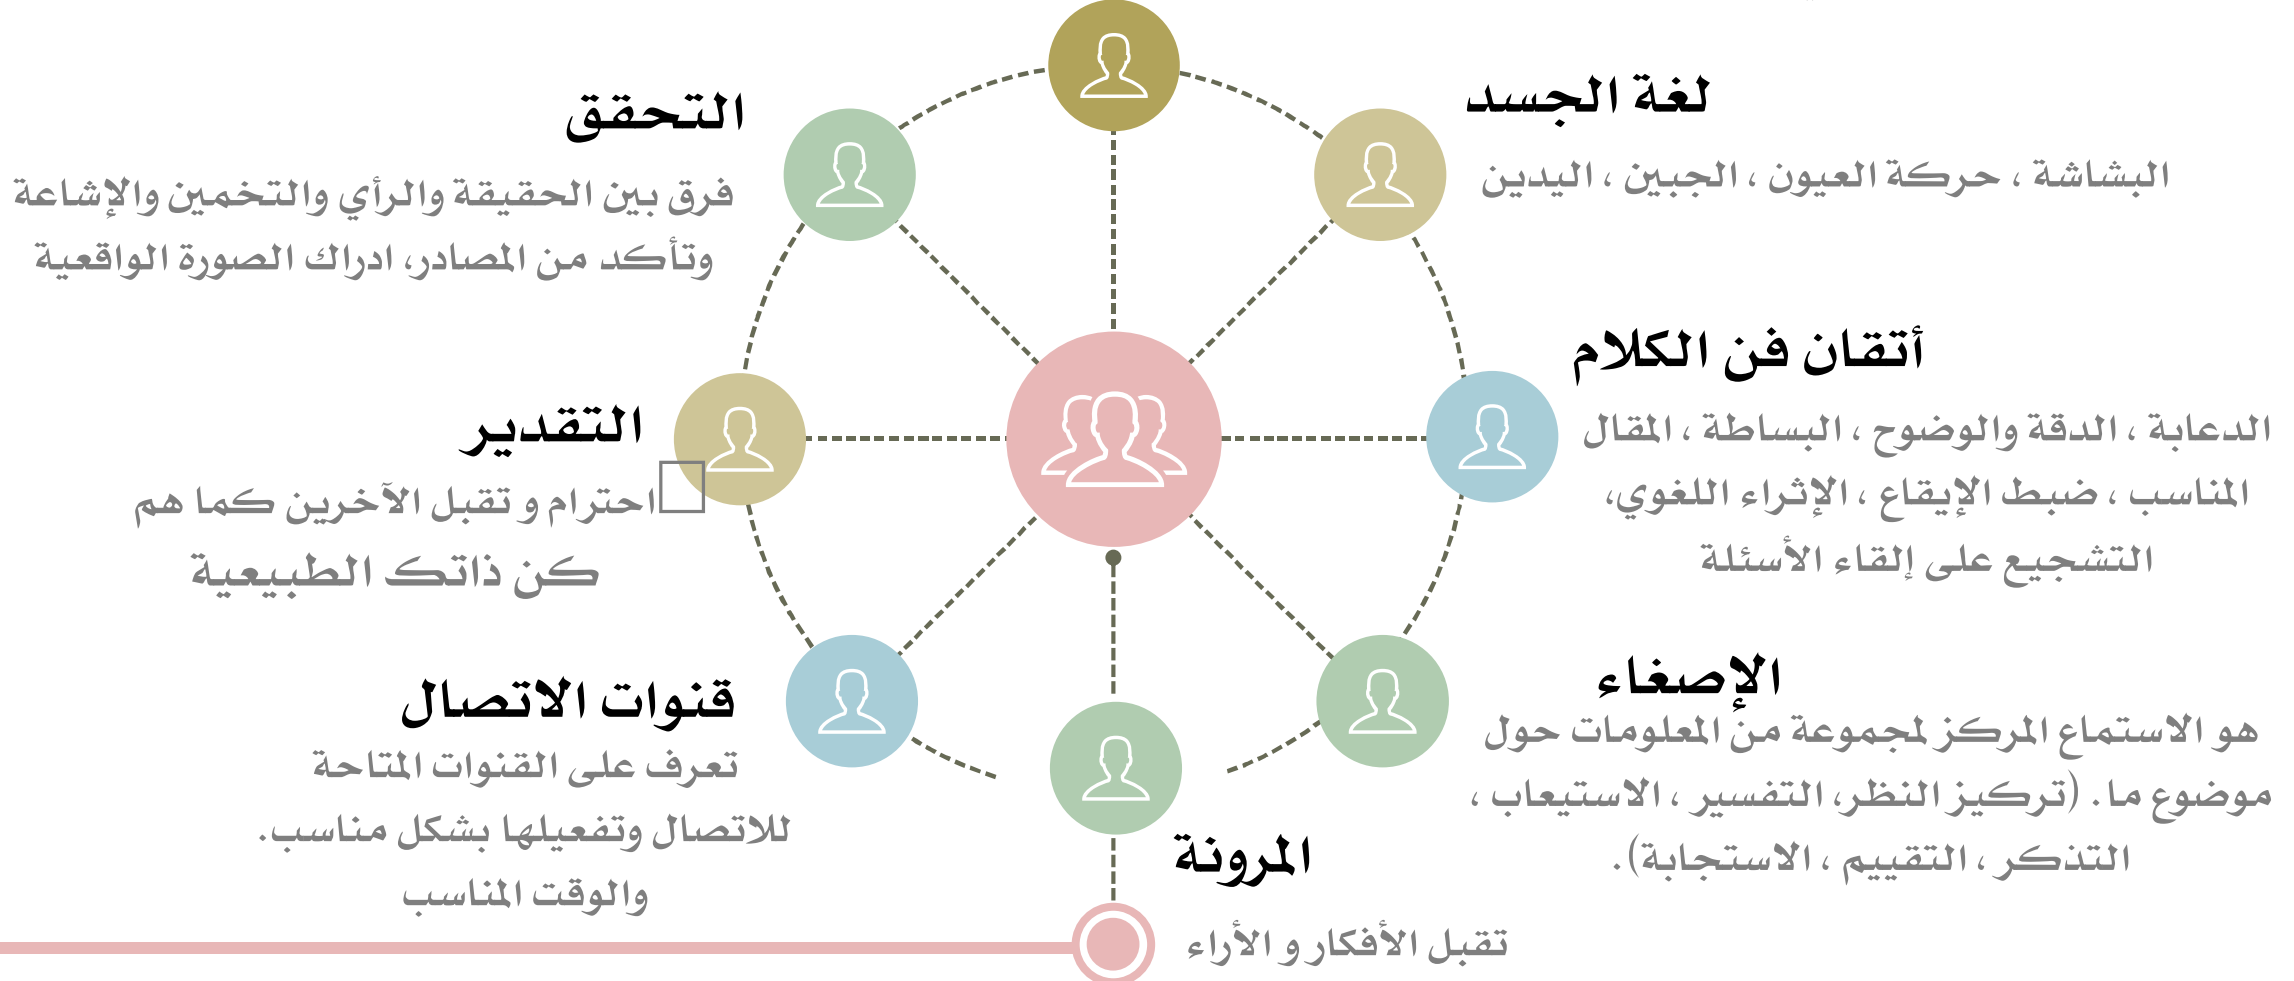 لغة الجسد
البشاشة ، حركة العيون ، الجبين ، اليدين
أتقان فن الكلام
الدعابة ، الدقة والوضوح ، البساطة ، المقال
المناسب ، ضبط الإيقاع ، الإثراء اللغوي،
التشجيع على إلقاء الأسئلة
الإصغاء
هو الاستماع المركز لمجموعة من المعلومات حول
موضوع ما. (تركيز النظر، التفسير ، الاستيعاب ،
التذكر ، التقييم ، الاستجابة).
المرونة
تقبل الأفكار و الأراء
التحقق
فرق بين الحقيقة والرأي والتخمين والإشاعة
وتأكد من المصادر، ادراك الصورة الواقعية
التقدير
احترام و تقبل الآخرين كما هم
كن ذاتك الطبيعية
قنوات الاتصال
تعرف على القنوات المتاحة
للاتصال وتفعيلها بشكل مناسب.
والوقت المناسب